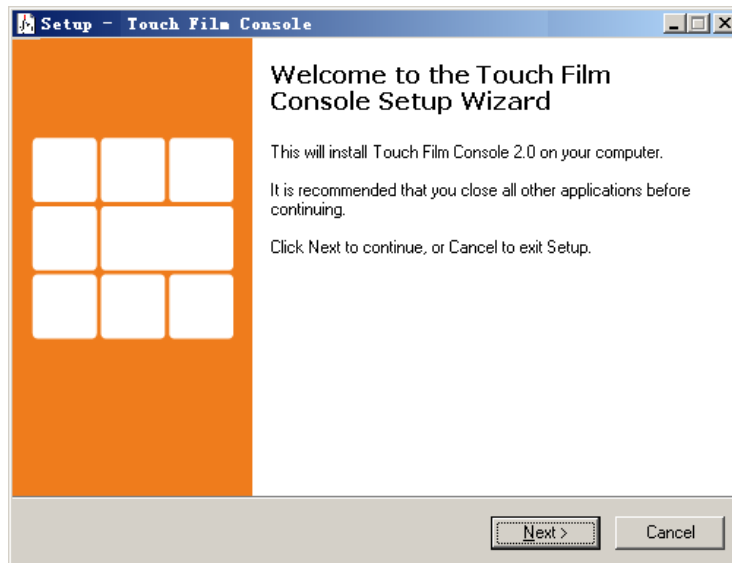 Setup - Touch Film Console
Welcome to the Touch Film
Console Setup Wizard
This will install Touch Film Console 2.0 on your computer.
It is recommended that you close all other applications before
continuing.
Click Next to continue, or Cancel to exit Setup.
Next >
Cancel